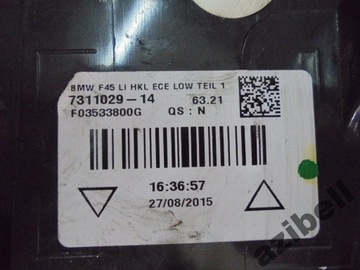 BMW F45 LI HKL ECE LOW TEIL 1
7311029-14 63.21
F03533800G QS : N
16:36:57
27/08/2015
azibell